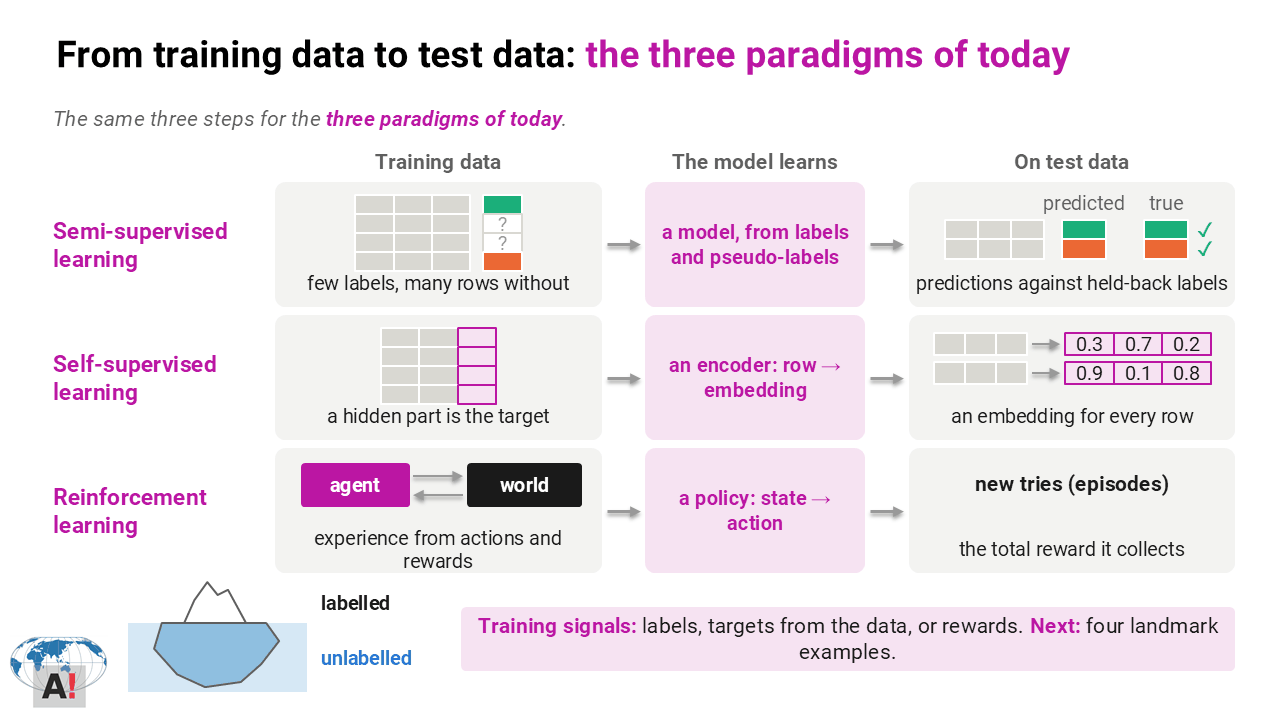 From training data to test data: the three paradigms of today
The same three steps for the three paradigms of today.
Training data
The model learns
On test data
Semi-supervised
learning
?
?
few labels, many rows without
a model, from labels
and pseudo-labels
predicted
true
✓
✓
predictions against held-back labels
Self-supervised
learning
a hidden part is the target
an encoder: row →
embedding
0.3 0.7 0.2
0.9 0.1 0.8
an embedding for every row
Reinforcement
learning
agent
world
experience from actions and
rewards
a policy: state →
action
new tries (episodes)
the total reward it collects
labelled
unlabelled
Training signals: labels, targets from the data, or rewards. Next: four landmark
examples.
A!